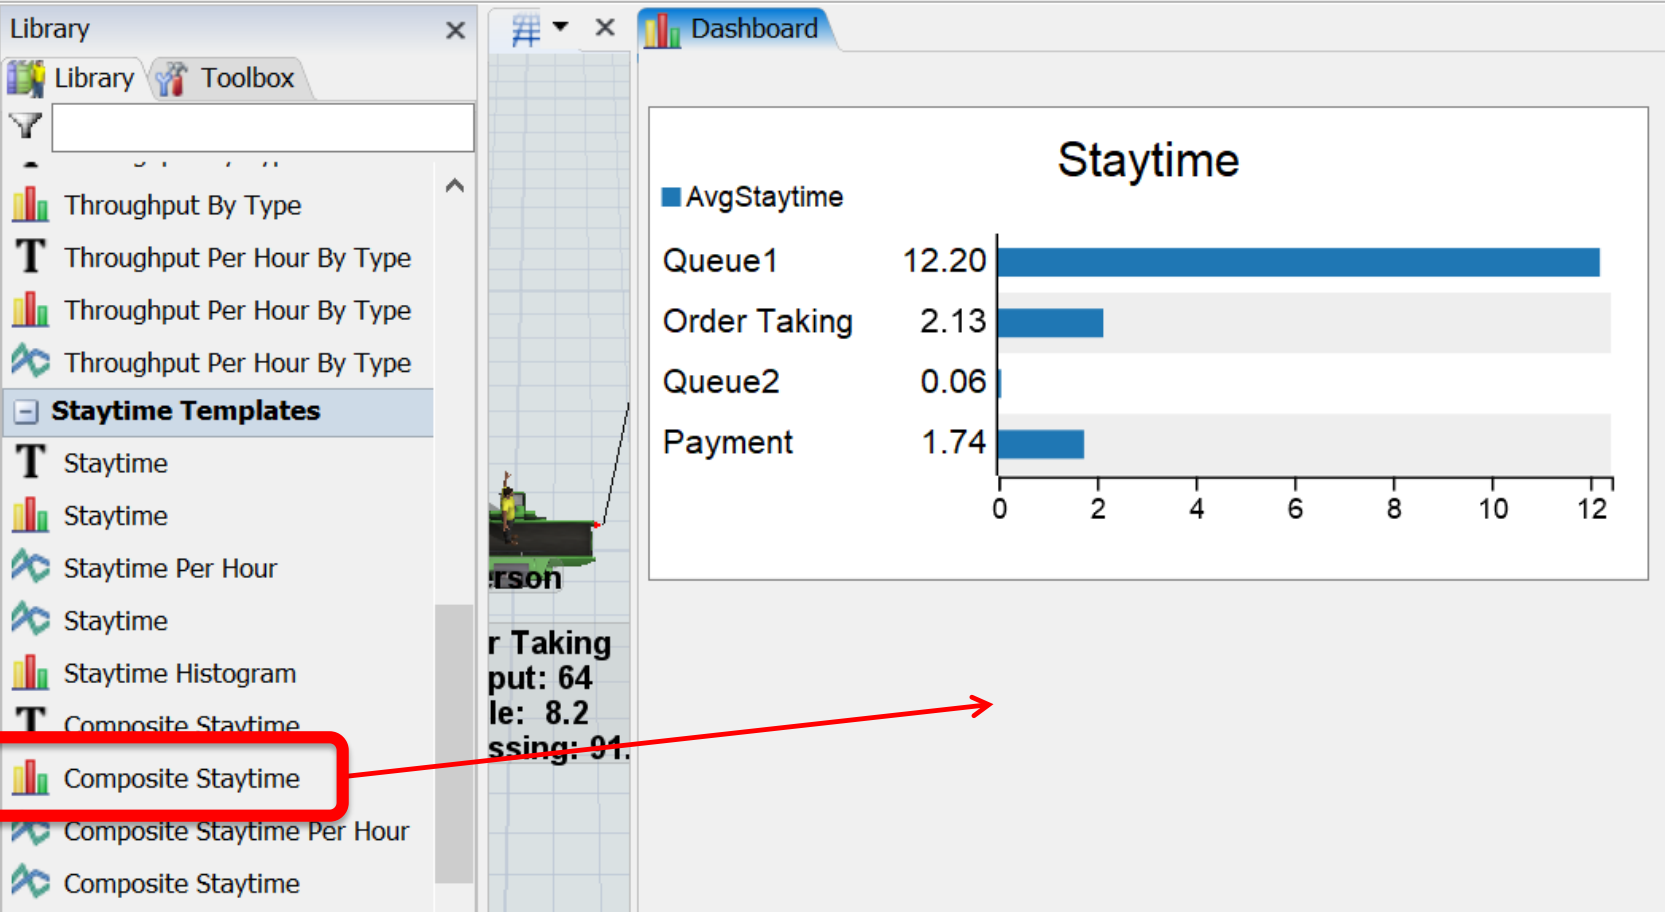 Library
Library
Toolbox
Throughput By Type
Throughput Per Hour By Type
Throughput Per Hour By Type
Throughput Per Hour By Type
Staytime Templates
Staytime
Staytime
Staytime Per Hour
Staytime
Staytime Histogram
Composite Staytime
Composite Staytime
Composite Staytime Per Hour
Composite Staytime
erson
r Taking
put: 64
le: 8.2
ssing: 91.
Dashboard
Staytime
AvgStaytime
Queue1 12.20
Order Taking 2.13
Queue2 0.06
Payment 1.74
0 2 4 6 8 10 12